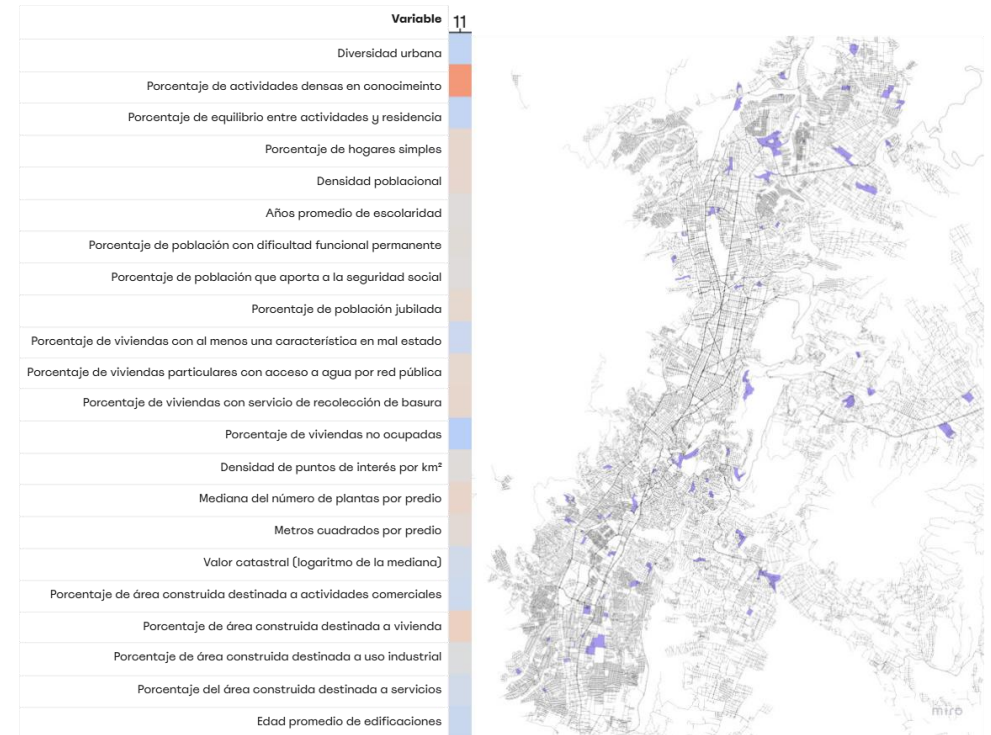 Variable 11
Diversidad urbana
Porcentaje de actividades densas en conocimeinto
Porcentaje de equilibrio entre actividades y residencia
Porcentaje de hogares simples
Densidad poblacional
Años promedio de escolaridad
Porcentaje de población con dificultad funcional permanente
Porcentaje de población que aporta a la seguridad social
Porcentaje de población jubilada
Porcentaje de viviendas con al menos una característica en mal estado
Porcentaje de viviendas particulares con acceso a agua por red pública
Porcentaje de viviendas con servicio de recolección de basura
Porcentaje de viviendas no ocupadas
Densidad de puntos de interés por km²
Mediana del número de plantas por predio
Metros cuadrados por predio
Valor catastral (logaritmo de la mediana)
Porcentaje de área construida destinada a actividades comerciales
Porcentaje de área construida destinada a vivienda
Porcentaje de área construida destinada a uso industrial
Porcentaje del área construida destinada a servicios
Edad promedio de edificaciones
miro